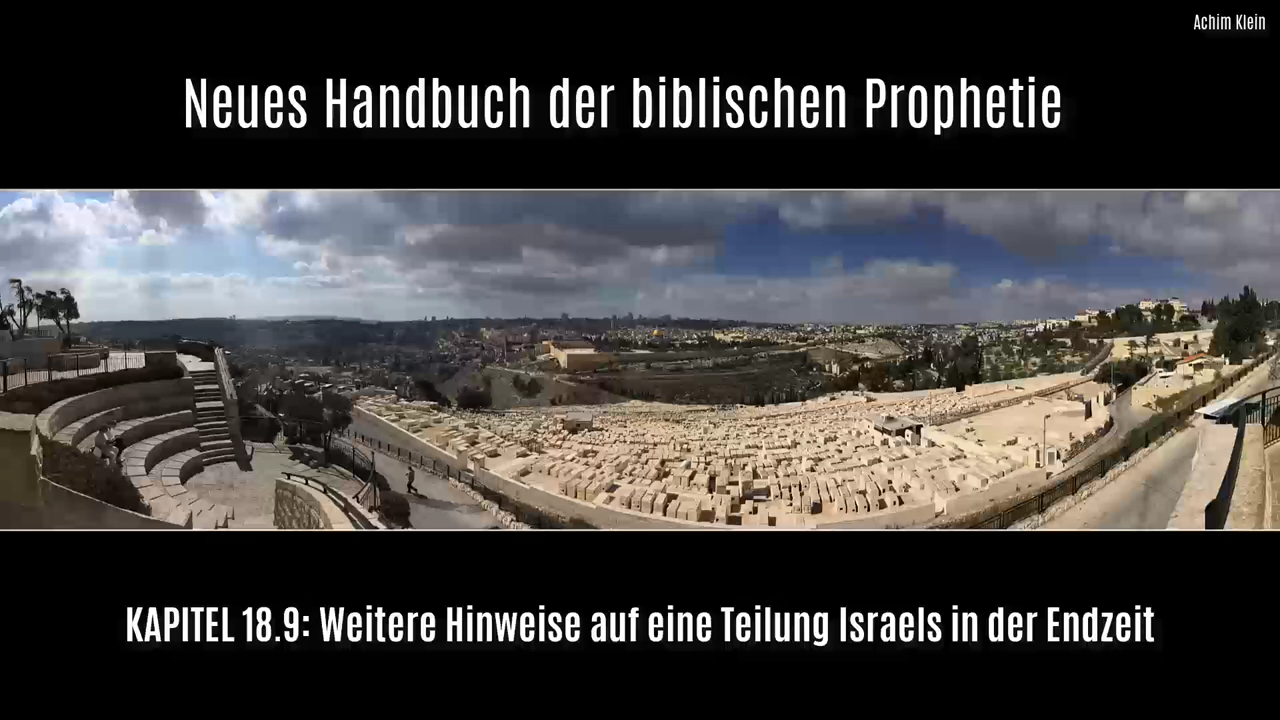 Achim Klein
Neues Handbuch der biblischen Prophetie
KAPITEL 18.9: Weitere Hinweise auf eine Teilung Israels in der Endzeit